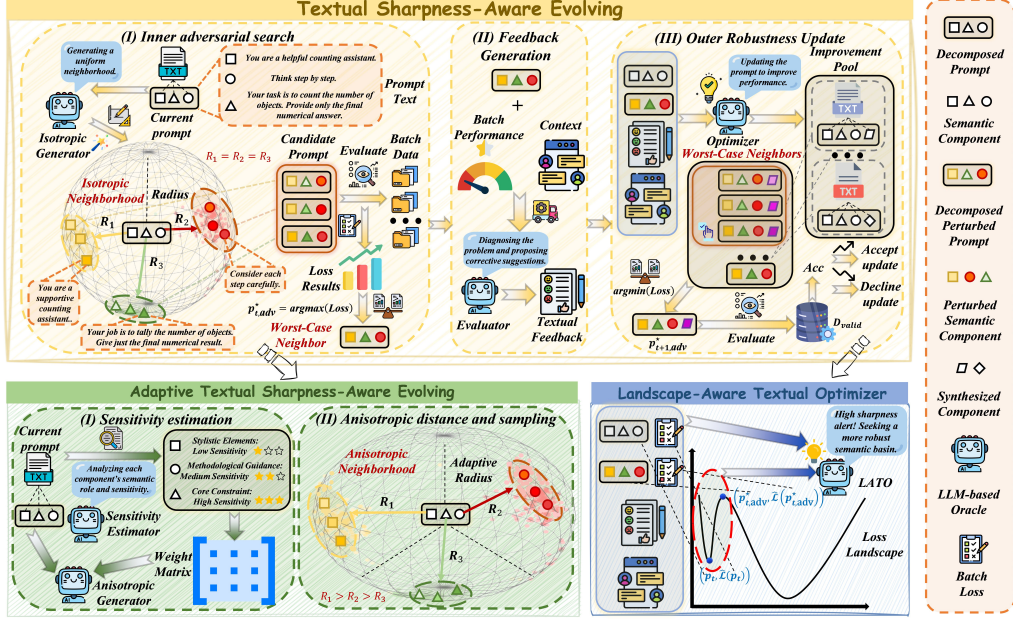 Textual Sharpness-Aware Evolving
(I) Inner adversarial search
Generating a
uniform
neighborhood.
TXT
Current
prompt
Isotropic
Generator
You are a helpful counting assistant.
Think step by step.
Your task is to count the number of
objects. Provide only the final
numerical answer.
Prompt
Text
R1 = R2 = R3
Isotropic
Neighborhood
Radius
R1
R2
R3
You are a
supportive
counting
assistant..
Consider each
step carefully.
Your job is to tally the number of objects.
Give just the final numerical result.
Candidate
Prompt
Evaluate
Batch
Data
Loss
Results
p*t,adv = argmax(Loss)
Worst-Case
Neighbor
(II) Feedback
Generation
+
Batch
Performance
Context
Diagnosing the
problem and proposing
corrective suggestions.
Evaluator
Textual
Feedback
(III) Outer Robustness Update
Updating the
prompt to improve
performance.
Optimizer
Improvement
Pool
TXT
TXT
Worst-Case Neighbors
argmin(Loss)
p*t+1,adv
Evaluate
Acc
Dvalid
Accept
update
Decline
update
Adaptive Textual Sharpness-Aware Evolving
(I) Sensitivity estimation
Current
prompt
TXT
Analyzing each
component's semantic
role and sensitivity.
Stylistic Elements:
Low Sensitivity
Methodological Guidance:
Medium Sensitivity
Core Constraint:
High Sensitivity
Sensitivity
Estimator
Weight
Matrix
Anisotropic
Generator
(II) Anisotropic distance and sampling
Anisotropic
Neighborhood
Adaptive
Radius
R1
R2
R3
R1 > R2 > R3
Landscape-Aware Textual Optimizer
High sharpness
alert! Seeking a
more robust
semantic basin.
LATO
(p*t,adv, L̂(p*t,adv))
Loss
Landscape
(pt, L̂(pt))
Decomposed
Prompt
Semantic
Component
Decomposed
Perturbed
Prompt
Perturbed
Semantic
Component
Synthesized
Component
LLM-based
Oracle
Batch
Loss